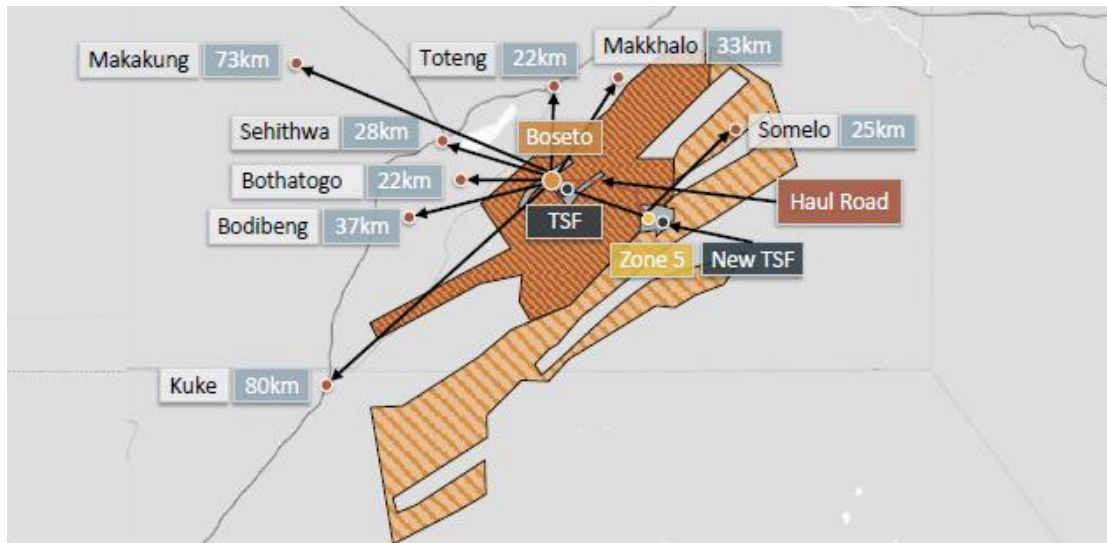 Makakung 73km
Toteng 22km
Makkhalo 33km
Sehithwa 28km
Boseto
Somelo 25km
Bothatogo 22km
Haul Road
Bodibeng 37km
TSF
Zone 5
New TSF
Kuke 80km